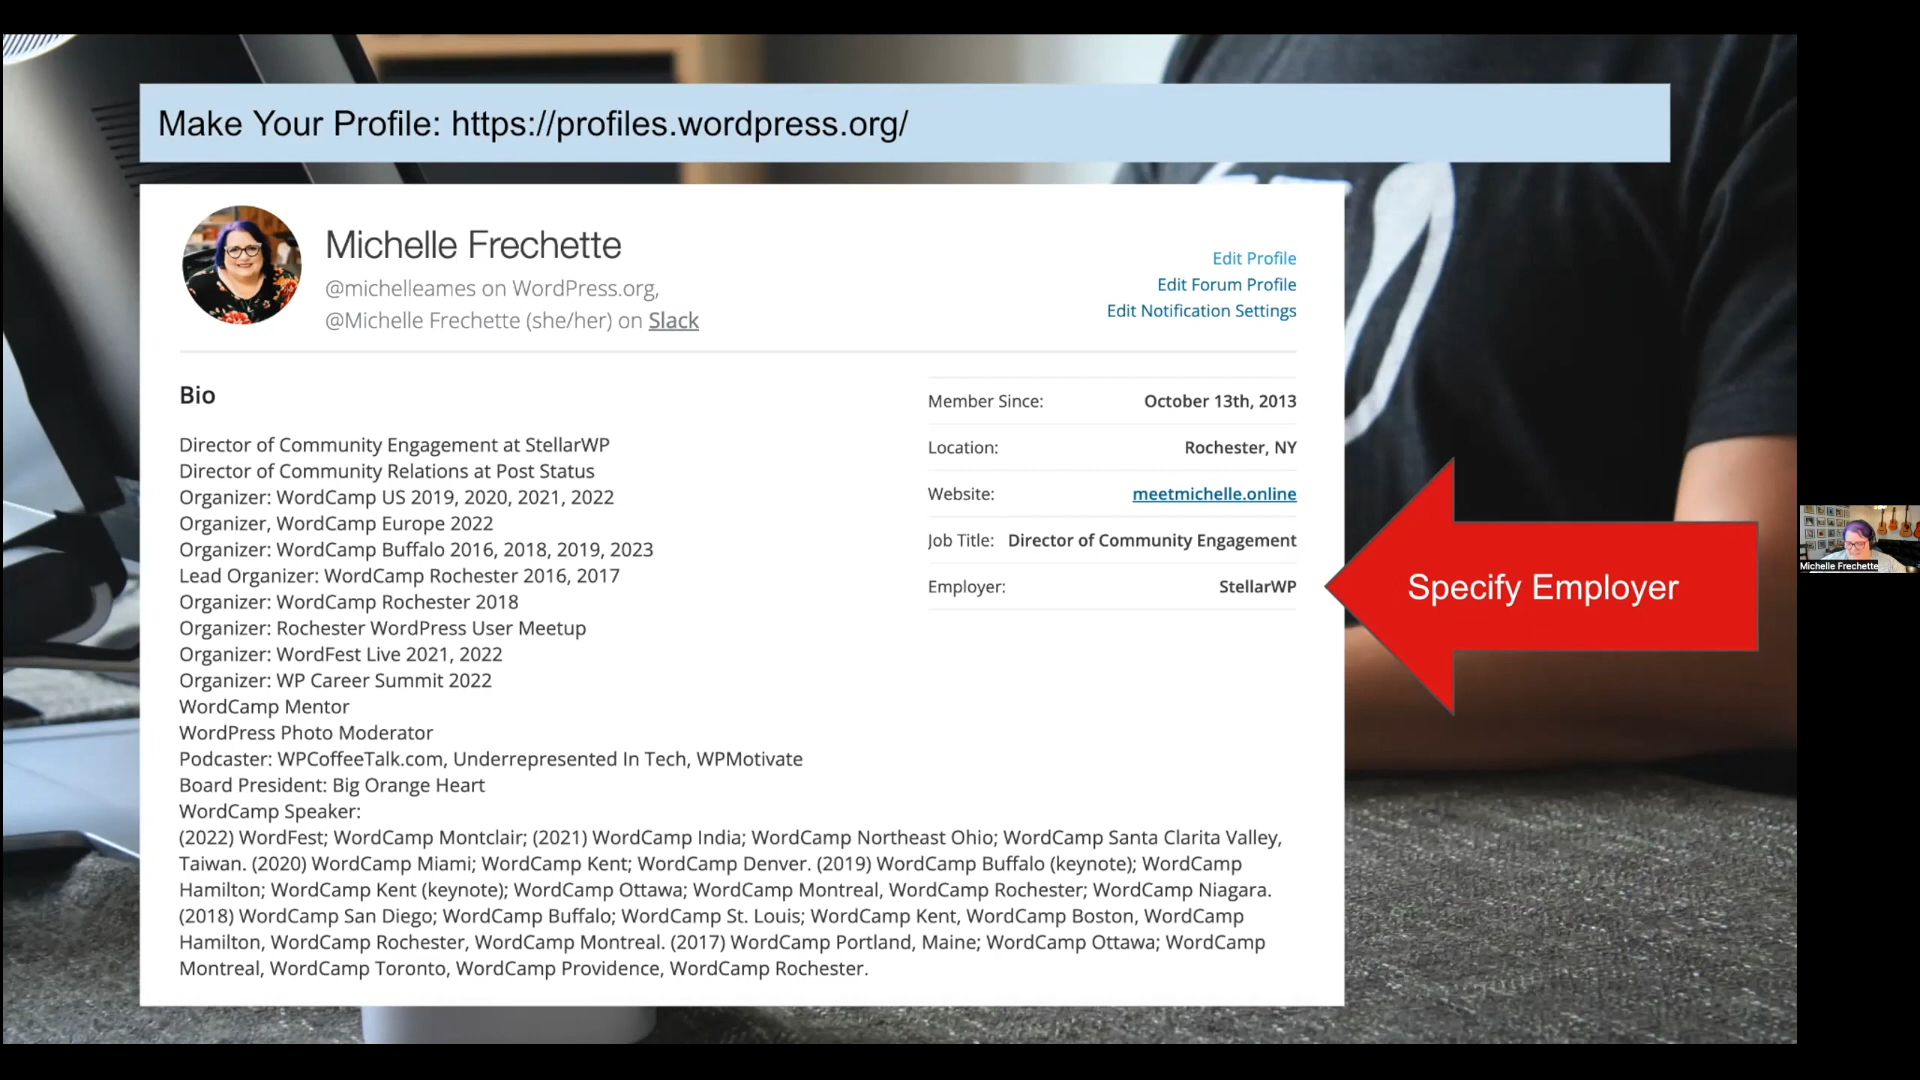 Make Your Profile: https://profiles.wordpress.org/
Michelle Frechette
@michelleames on WordPress.org,
@Michelle Frechette (she/her) on Slack
Edit Profile
Edit Forum Profile
Edit Notification Settings
Bio
Director of Community Engagement at StellarWP
Director of Community Relations at Post Status
Organizer: WordCamp US 2019, 2020, 2021, 2022
Organizer, WordCamp Europe 2022
Organizer: WordCamp Buffalo 2016, 2018, 2019, 2023
Lead Organizer: WordCamp Rochester 2016, 2017
Organizer: WordCamp Rochester 2018
Organizer: Rochester WordPress User Meetup
Organizer: WordFest Live 2021, 2022
Organizer: WP Career Summit 2022
WordCamp Mentor
WordPress Photo Moderator
Podcaster: WPCoffeeTalk.com, Underrepresented In Tech, WPMotivate
Board President: Big Orange Heart
WordCamp Speaker:
(2022) WordFest; WordCamp Montclair; (2021) WordCamp India; WordCamp Northeast Ohio; WordCamp Santa Clarita Valley,
Taiwan. (2020) WordCamp Miami; WordCamp Kent; WordCamp Denver. (2019) WordCamp Buffalo (keynote); WordCamp
Hamilton; WordCamp Kent (keynote); WordCamp Ottawa; WordCamp Montreal, WordCamp Rochester; WordCamp Niagara.
(2018) WordCamp San Diego; WordCamp Buffalo; WordCamp St. Louis; WordCamp Kent, WordCamp Boston, WordCamp
Hamilton, WordCamp Rochester, WordCamp Montreal. (2017) WordCamp Portland, Maine; WordCamp Ottawa; WordCamp
Montreal, WordCamp Toronto, WordCamp Providence, WordCamp Rochester.
Member Since: October 13th, 2013
Location: Rochester, NY
Website: meetmichelle.online
Job Title: Director of Community Engagement
Employer: StellarWP
Specify Employer
Michelle Frechette